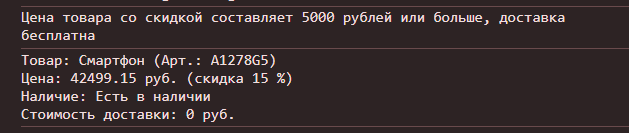 Цена товара со скидкой составляет 5000 рублей или больше, доставка
бесплатна
Товар: Смартфон (Арт.: A1278G5)
Цена: 42499.15 руб. (скидка 15 %)
Наличие: Есть в наличии
Стоимость доставки: 0 руб.